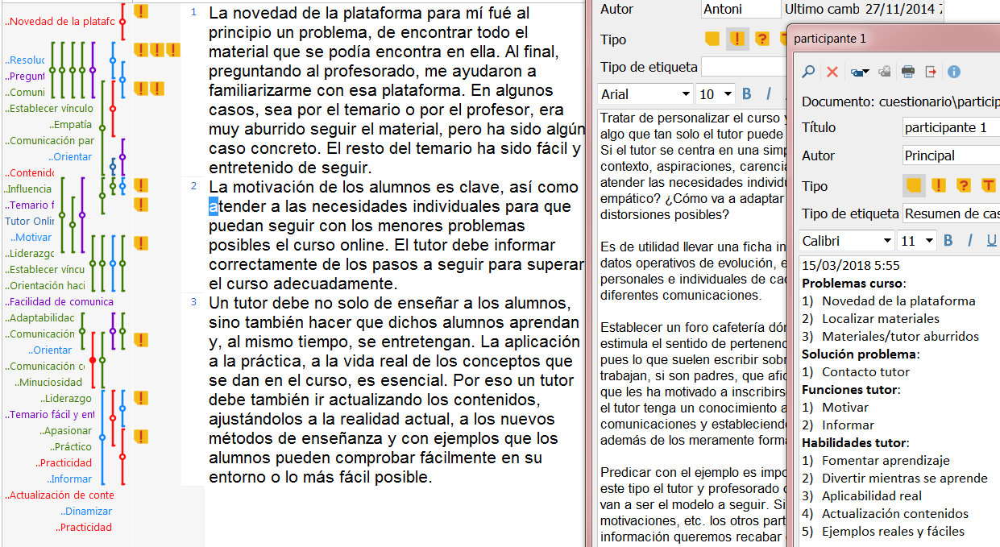 ..Novedad de la platafo
..Resoluc
..Pregunt
..Comuni
..Establecer vínculo
..Empatía
..Comunicación par
..Orientar
..Contenido
..Influencia
..Temario f
Tutor Onlin
..Motivar
..Liderazgo
..Establecer víncu
..Orientación haci
..Facilidad de comunica
..Adaptabilidac
..Comunicación
..Orientar
..Comunicación co
..Minuciosidad
..Liderazgo
..Temario fácil y ent
..Apasionar
..Práctico
..Practicidad
..Informar
..Actualización de conte
..Dinamizar
..Practicidad
1 La novedad de la plataforma para mí fué al
principio un problema, de encontrar todo el
material que se podía encontra en ella. Al final,
preguntando al profesorado, me ayudaron a
familiarizarme con esa plataforma. En algunos
casos, sea por el temario o por el profesor, era
muy aburrido seguir el material, pero ha sido algún
caso concreto. El resto del temario ha sido fácil y
entretenido de seguir.
2 La motivación de los alumnos es clave, así como
atender a las necesidades individuales para que
puedan seguir con los menores problemas
posibles el curso online. El tutor debe informar
correctamente de los pasos a seguir para superar
el curso adecuadamente.
3 Un tutor debe no solo de enseñar a los alumnos,
sino también hacer que dichos alumnos aprendan
y, al mismo tiempo, se entretengan. La aplicación
a la práctica, a la vida real de los conceptos que
se dan en el curso, es esencial. Por eso un tutor
debe también ir actualizando los contenidos,
ajustándolos a la realidad actual, a los nuevos
métodos de enseñanza y con ejemplos que los
alumnos pueden comprobar fácilmente en su
entorno o lo más fácil posible.
Autor Antoni Ultimo camb 27/11/2014
Tipo
Tipo de etiqueta
Arial 10 B I
Tratar de personalizar el curso y
algo que tan solo el tutor puede
Si el tutor se centra en una simp
contexto, aspiraciones, carencia
atender las necesidades individu
empático? ¿Cómo va a adaptar
distorsiones posibles?
Es de utilidad llevar una ficha in
datos operativos de evolución, e
personales e individuales de cad
diferentes comunicaciones.
Establecer un foro cafetería dón
estimula el sentido de pertenenc
pues lo que suelen escribir sobr
trabajan, si son padres, que afic
que les ha motivado a inscribirs
el tutor tenga un conocimiento a
comunicaciones y estableciendo
además de los meramente forma
Predicar con el ejemplo es impo
este tipo el tutor y profesorado c
van a ser el modelo a seguir. Si
motivaciones, etc. los otros part
información queremos recabar
participante 1
Documento: cuestionario\particip
Título participante 1
Autor Principal
Tipo
Tipo de etiqueta Resumen de cas
Calibri 11 B I U
15/03/2018 5:55
Problemas curso:
1) Novedad de la plataforma
2) Localizar materiales
3) Materiales/tutor aburridos
Solución problema:
1) Contacto tutor
Funciones tutor:
1) Motivar
2) Informar
Habilidades tutor:
1) Fomentar aprendizaje
2) Divertir mientras se aprende
3) Aplicabilidad real
4) Actualización contenidos
5) Ejemplos reales y fáciles